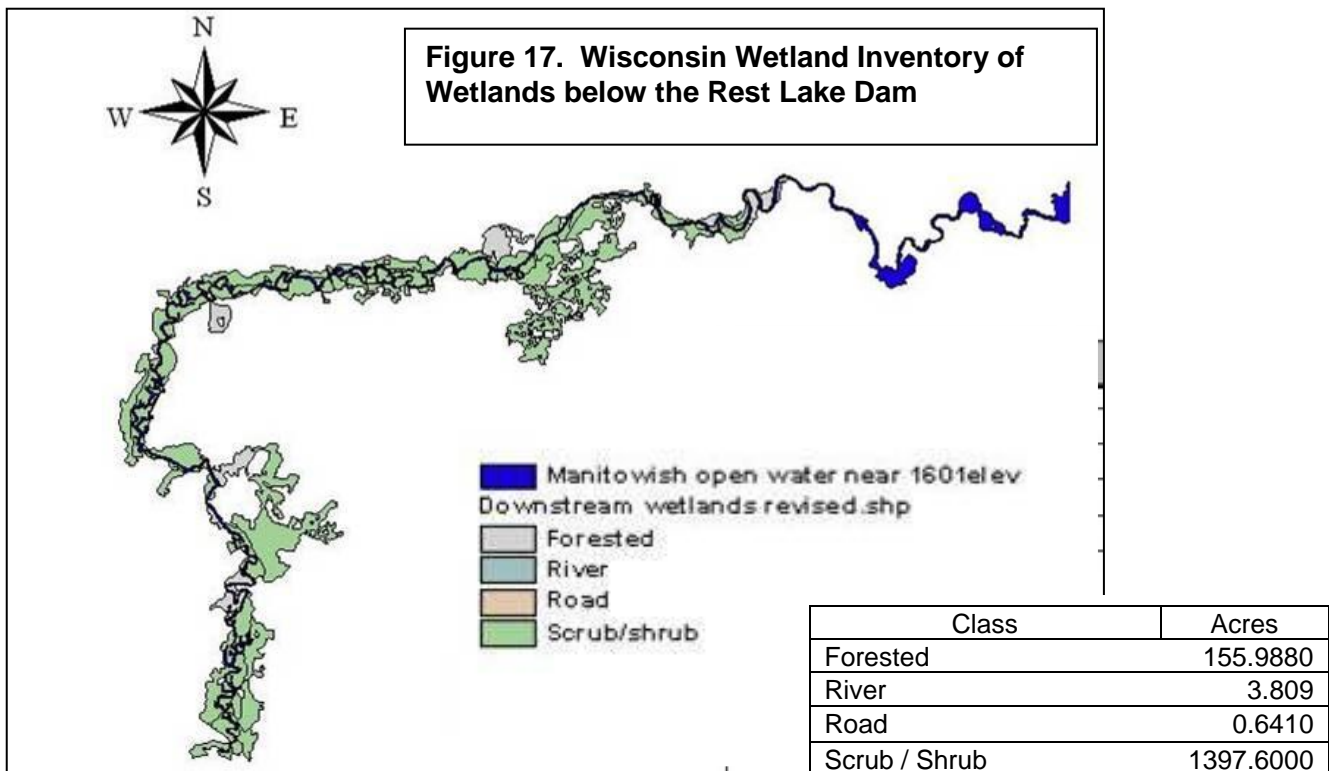 N
W E
S
Figure 17. Wisconsin Wetland Inventory of
Wetlands below the Rest Lake Dam
Manitowish open water near 1601elev
Downstream wetlands revised.shp
Forested
River
Road
Scrub/shrub
Class Acres
Forested 155.9880
River 3.809
Road 0.6410
Scrub / Shrub 1397.6000